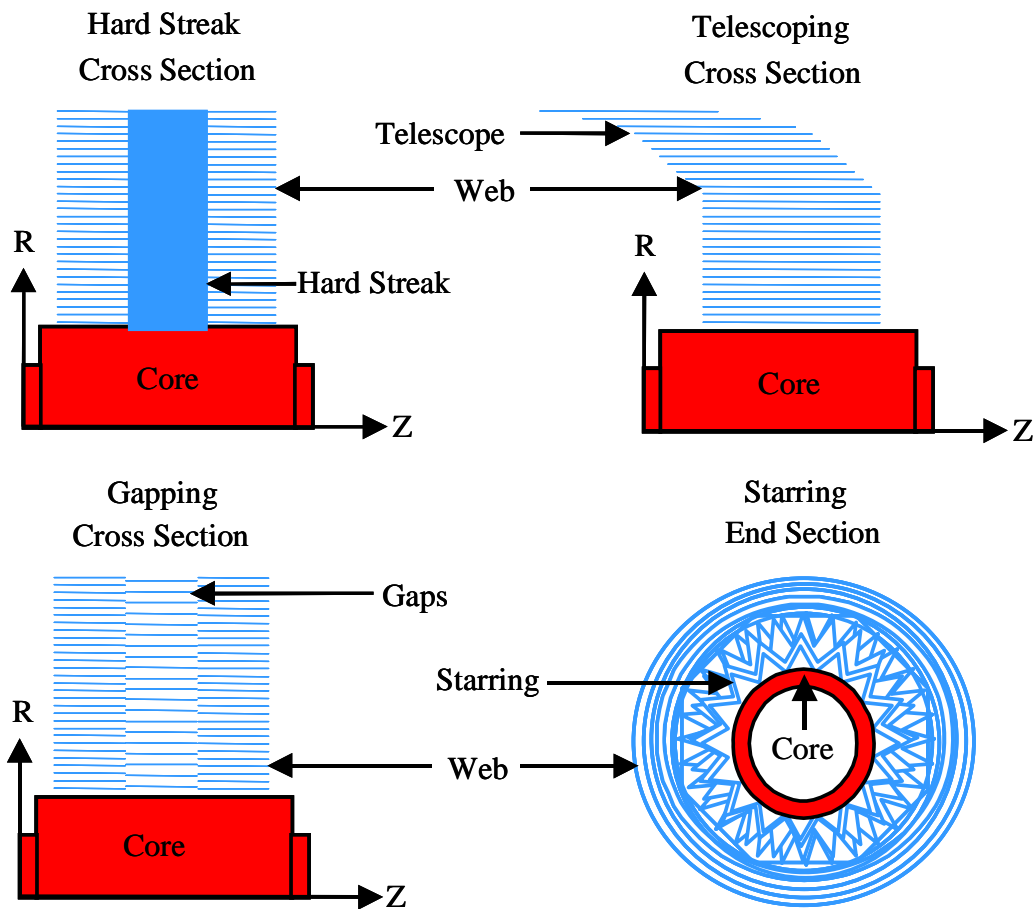 Hard Streak
Cross Section
Telescoping
Cross Section
Telescope
Web
R
Hard Streak
R
Core
Core
Z
Z
Gapping
Cross Section
Starring
End Section
Gaps
Starring
R
Core
Web
Core
Z